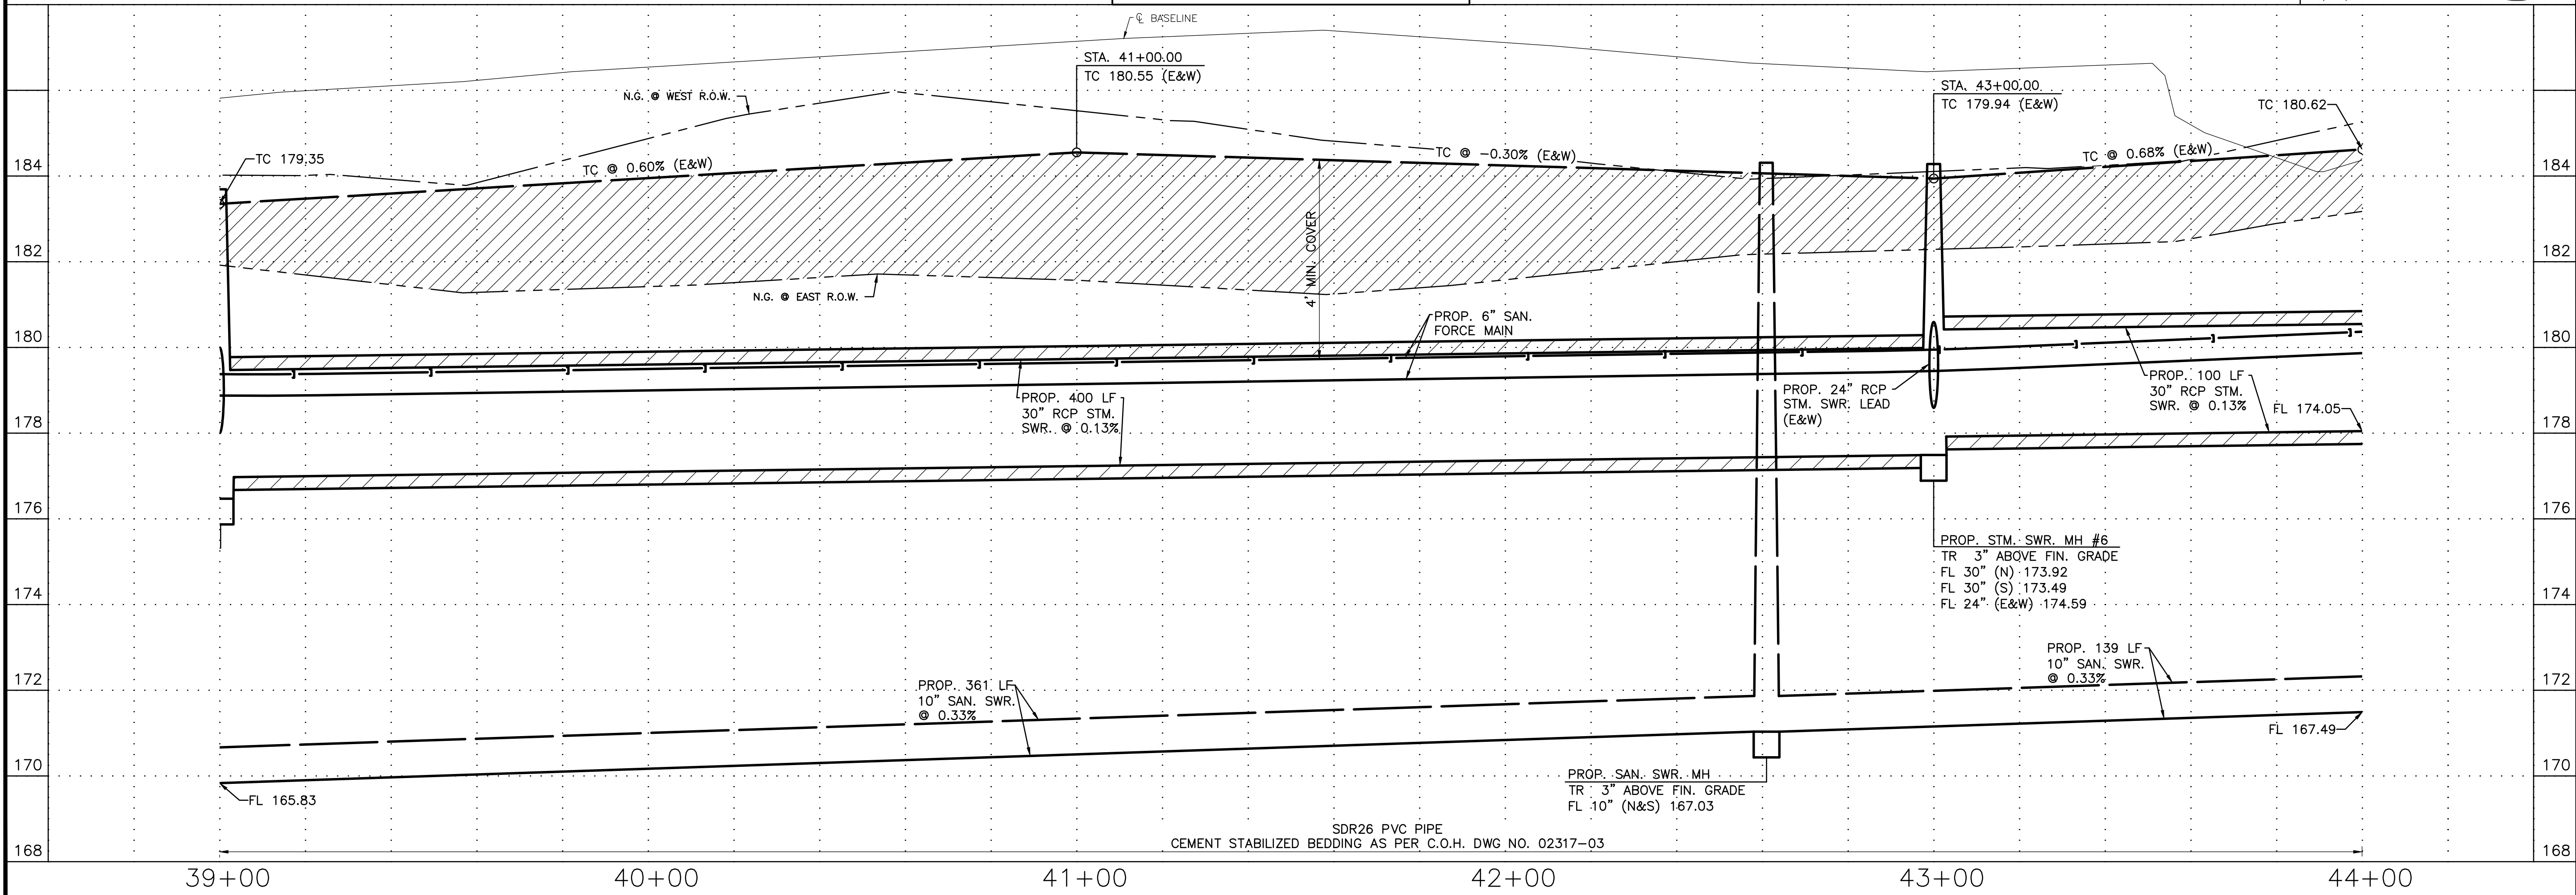 ℄ BASELINE
STA. 41+00.00
TC 180.55 (E&W)
N.G. @ WEST R.O.W.
STA. 43+00.00
TC 179.94 (E&W)
TC 180.62
TC 179.35
TC @ 0.60% (E&W)
TC @ -0.30% (E&W)
TC @ 0.68% (E&W)
184
184
4' MIN. COVER
182
182
N.G. @ EAST R.O.W.
PROP. 6" SAN.
FORCE MAIN
180
180
PROP. 400 LF
30" RCP STM.
SWR. @ 0.13%
PROP. 24" RCP
STM. SWR. LEAD
(E&W)
PROP. 100 LF
30" RCP STM.
SWR. @ 0.13%
FL 174.05
178
178
176
176
PROP. STM. SWR. MH #6
TR 3" ABOVE FIN. GRADE
FL 30" (N) 173.92
FL 30" (S) 173.49
FL 24" (E&W) 174.59
174
174
PROP. 361 LF
10" SAN. SWR.
@ 0.33%
PROP. 139 LF
10" SAN. SWR.
@ 0.33%
172
172
FL 167.49
170
170
FL 165.83
PROP. SAN. SWR. MH
TR 3" ABOVE FIN. GRADE
FL 10" (N&S) 167.03
SDR26 PVC PIPE
CEMENT STABILIZED BEDDING AS PER C.O.H. DWG NO. 02317-03
168
168
39+00
40+00
41+00
42+00
43+00
44+00